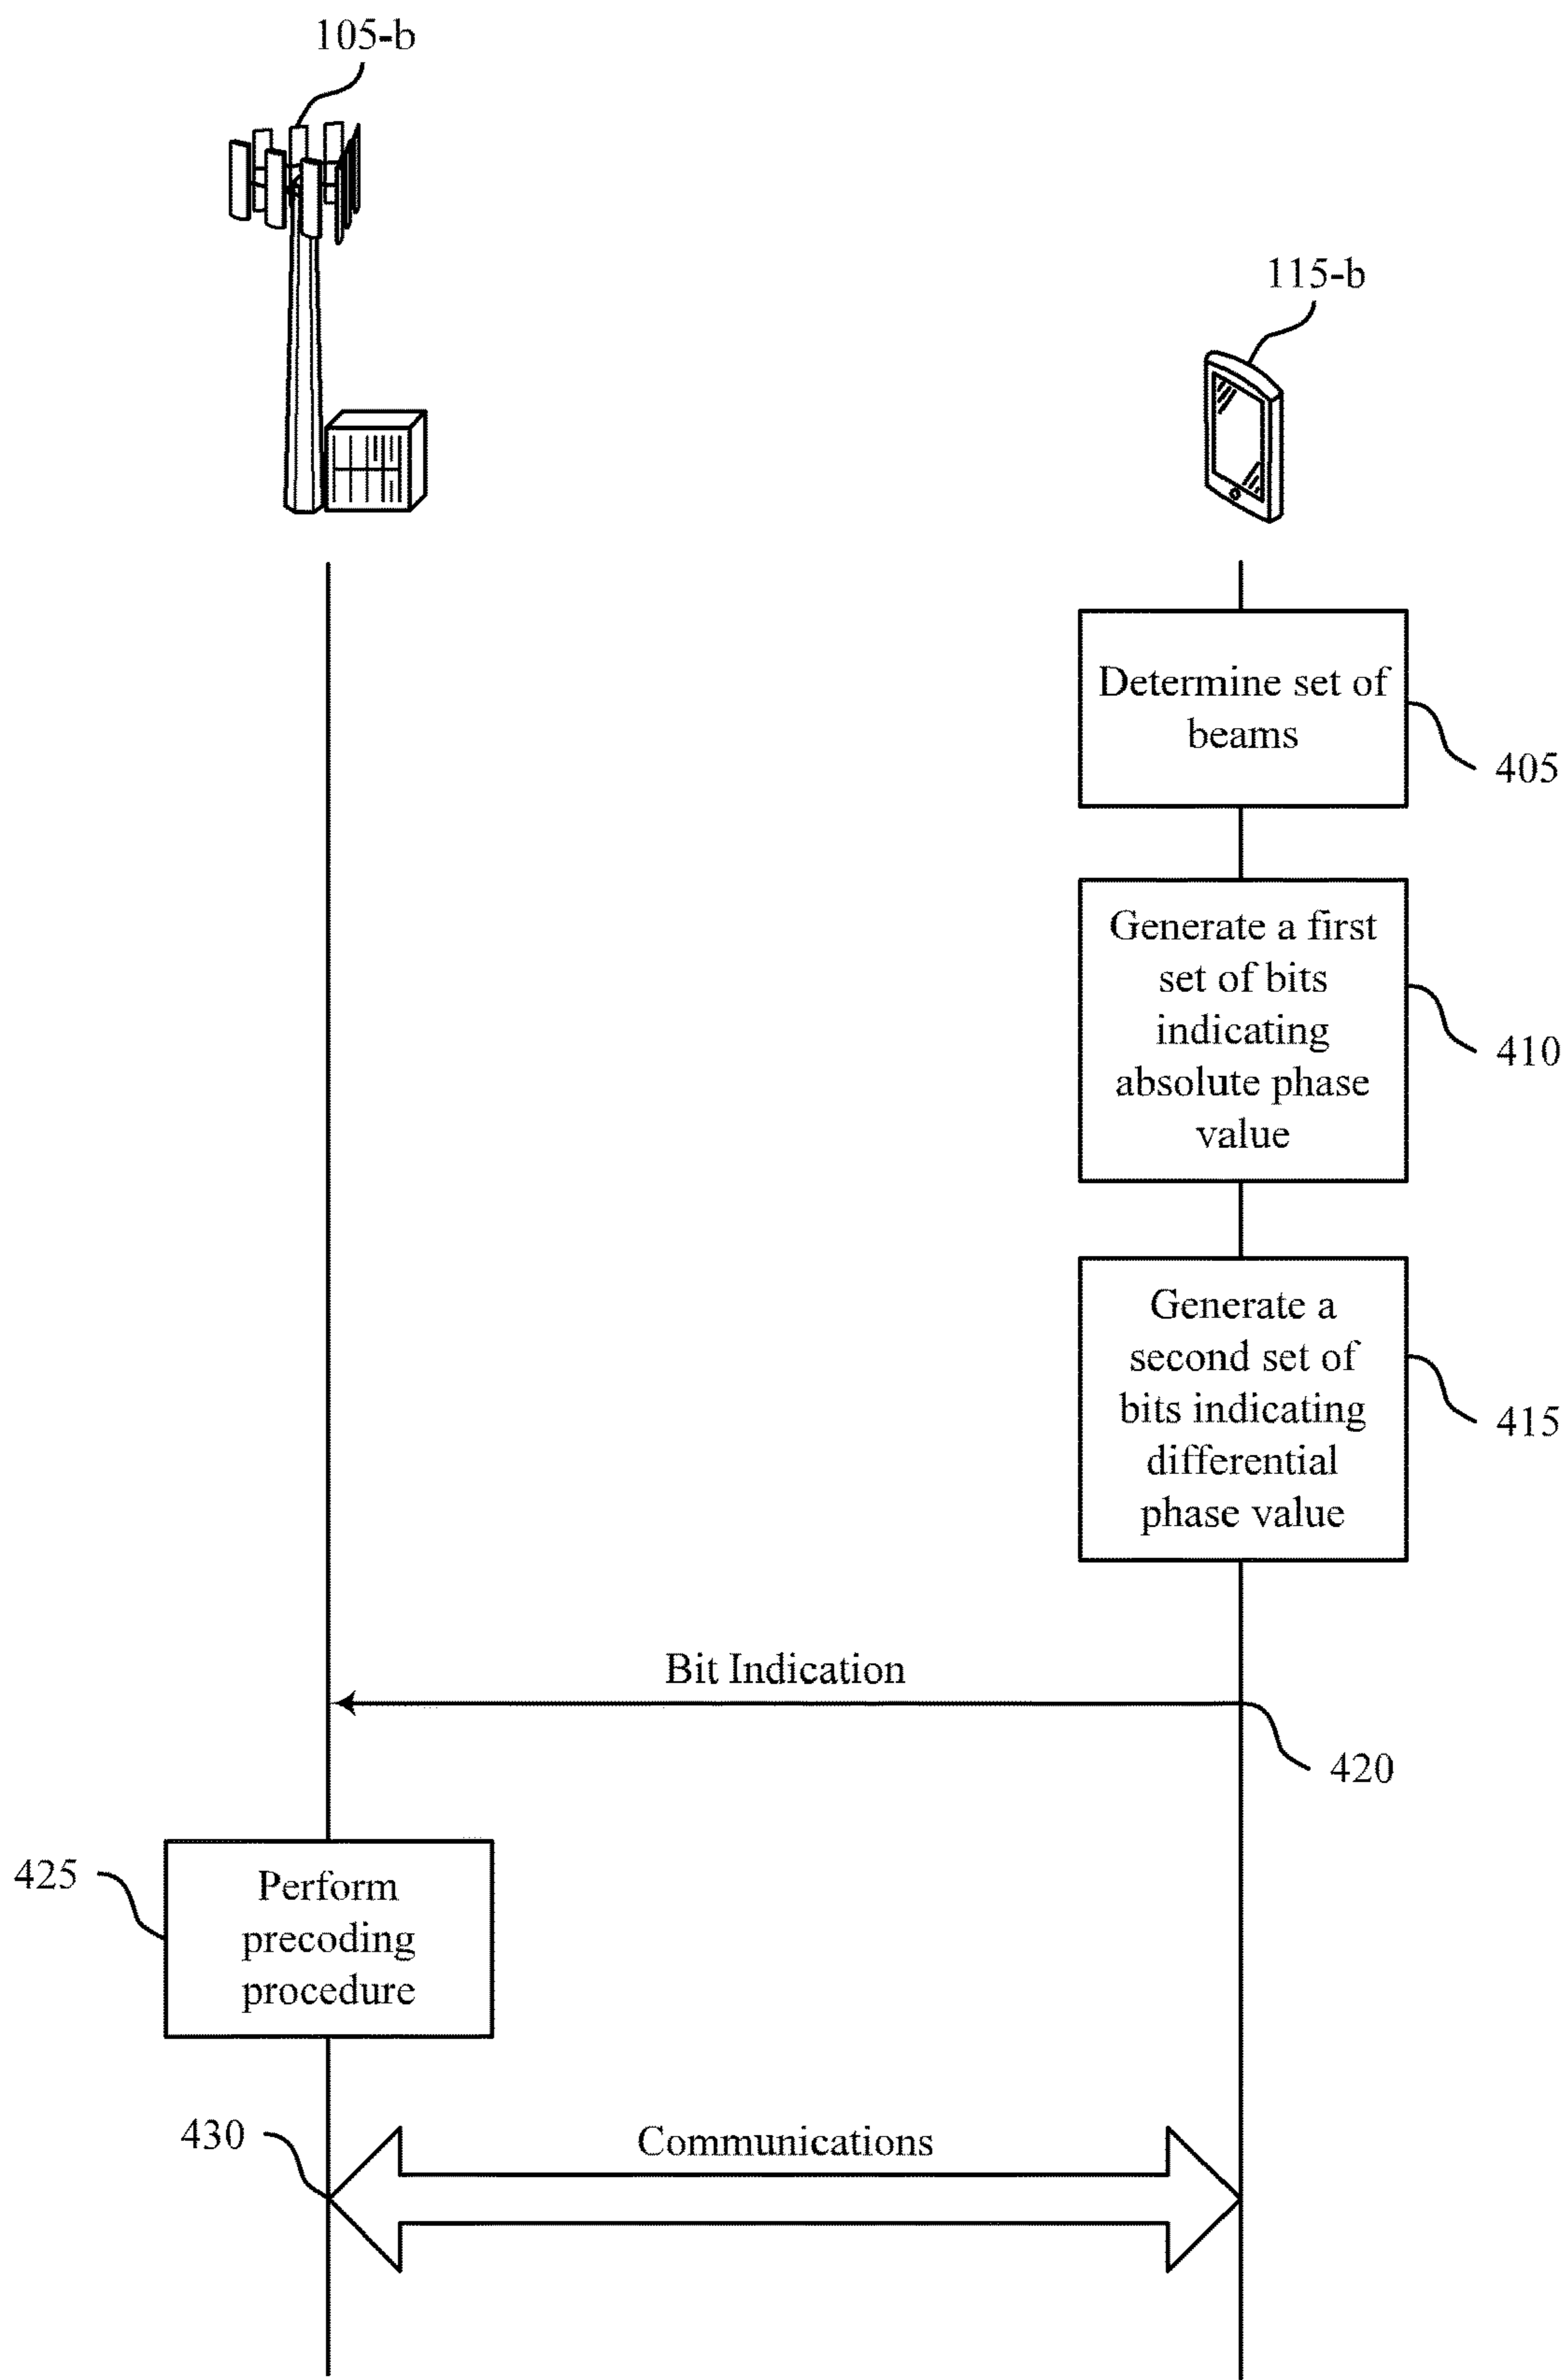 105-b
115-b
Determine set of
beams
405
Generate a first
set of bits
indicating
absolute phase
value
410
Generate a
second set of
bits indicating
differential
phase value
415
Bit Indication
420
425
Perform
precoding
procedure
430
Communications